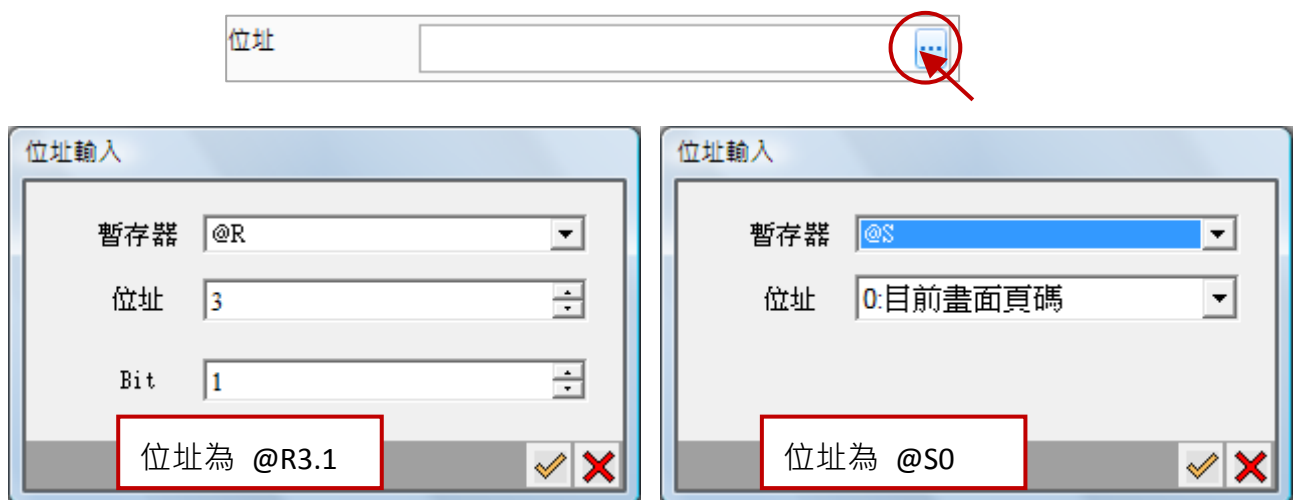 位址
...
位址輸入
暫存器 @R
位址 3
Bit 1
位址為 @R3.1
位址輸入
暫存器 @S
位址 0:目前畫面頁碼
位址為 @S0